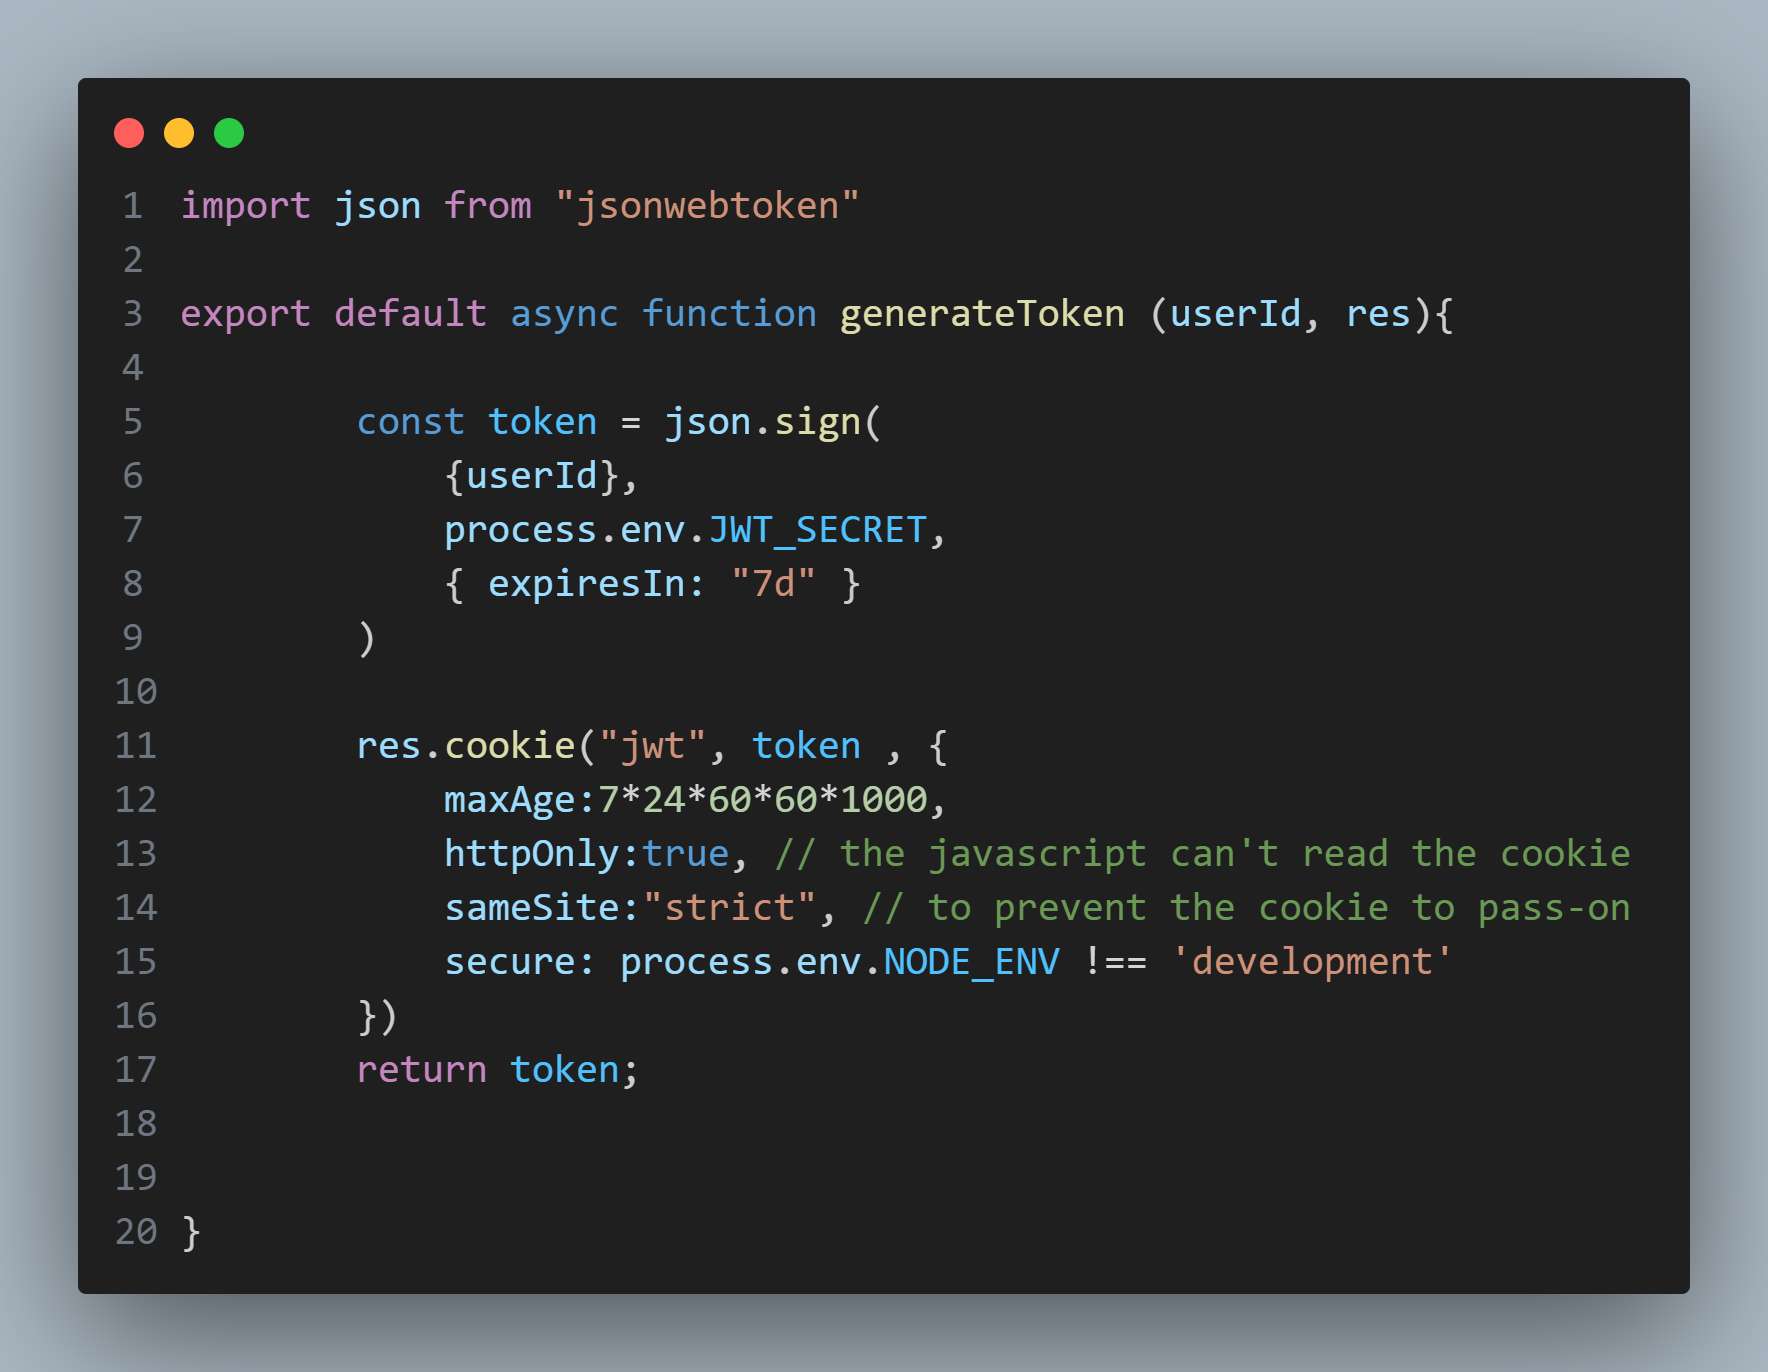 1 import json from "jsonwebtoken"
2
3 export default async function generateToken (userId, res){
4
5         const token = json.sign(
6             {userId},
7             process.env.JWT_SECRET,
8             { expiresIn: "7d" }
9         )
10
11         res.cookie("jwt", token , {
12             maxAge:7*24*60*60*1000,
13             httpOnly:true, // the javascript can't read the cookie
14             sameSite:"strict", // to prevent the cookie to pass-on
15             secure: process.env.NODE_ENV !== 'development'
16         })
17         return token;
18
19
20 }